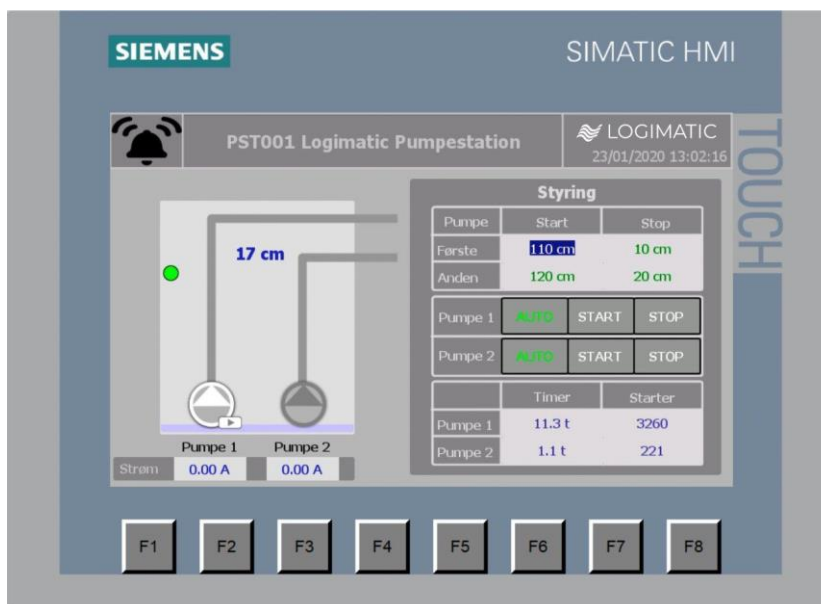 SIEMENS
SIMATIC HMI
TOUCH
PST001 Logimatic Pumpestation
LOGIMATIC
23/01/2020 13:02:16
17 cm
Pumpe 1 Pumpe 2
Strøm 0.00 A 0.00 A
Styring
Pumpe Start Stop
Første 110 cm 10 cm
Anden 120 cm 20 cm
Pumpe 1 AUTO START STOP
Pumpe 2 AUTO START STOP
Timer Starter
Pumpe 1 11.3 t 3260
Pumpe 2 1.1 t 221
F1 F2 F3 F4 F5 F6 F7 F8